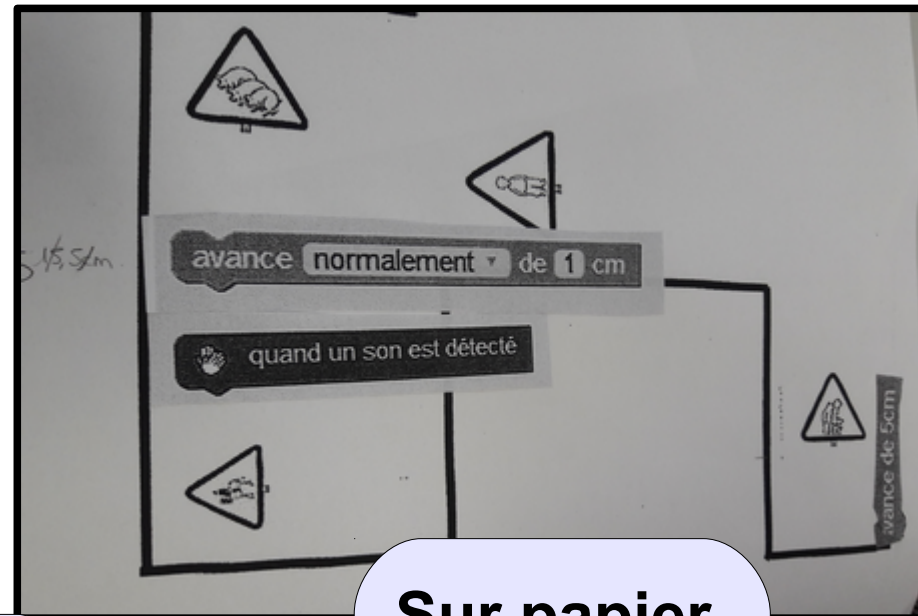 avance normalement de 1 cm
quand un son est détecté
avance de 5cm
Sur papier